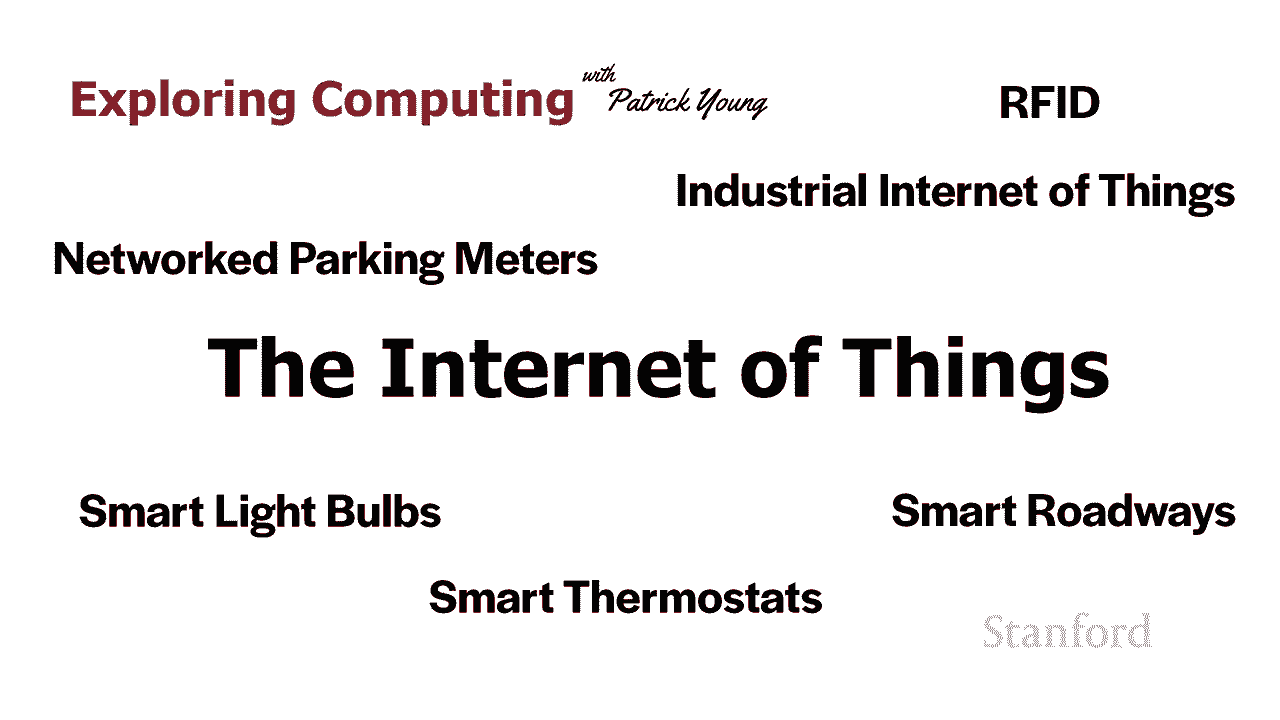 Exploring Computing with Patrick Young
RFID
Industrial Internet of Things
Networked Parking Meters
The Internet of Things
Smart Light Bulbs
Smart Roadways
Smart Thermostats
Stanford